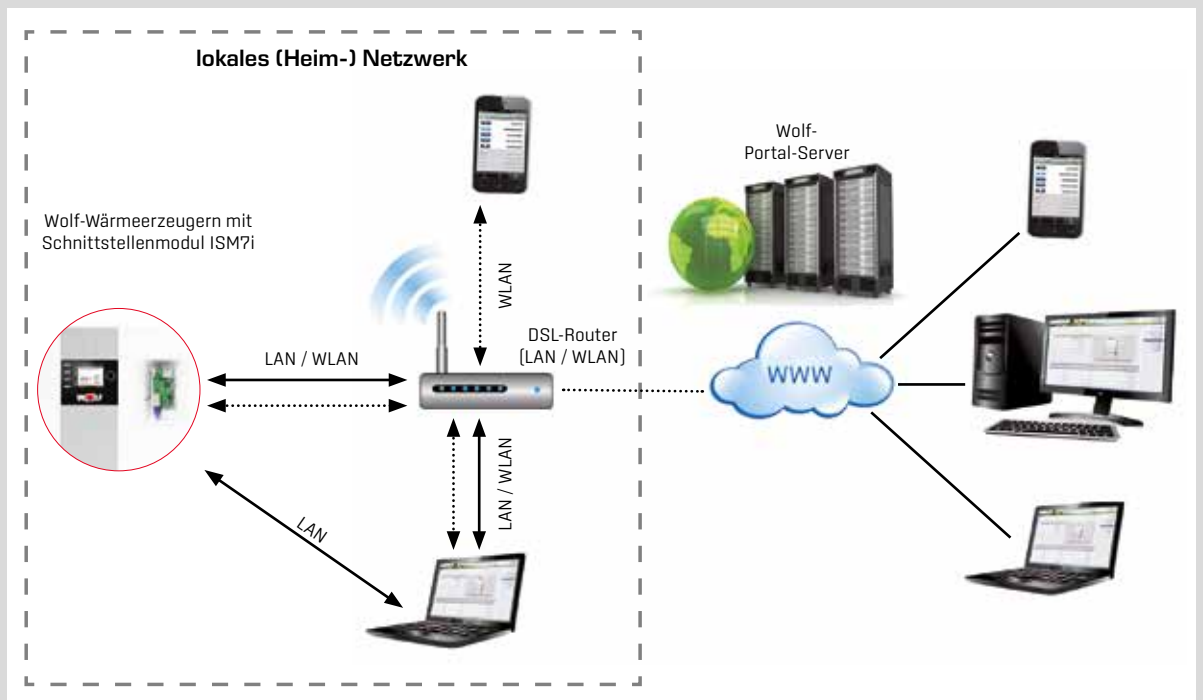 lokales (Heim-) Netzwerk
Wolf-
Portal-Server
Wolf-Wärmeerzeugern mit
Schnittstellenmodul ISM7i
WLAN
DSL-Router
(LAN / WLAN)
LAN / WLAN
WWW
LAN / WLAN
LAN